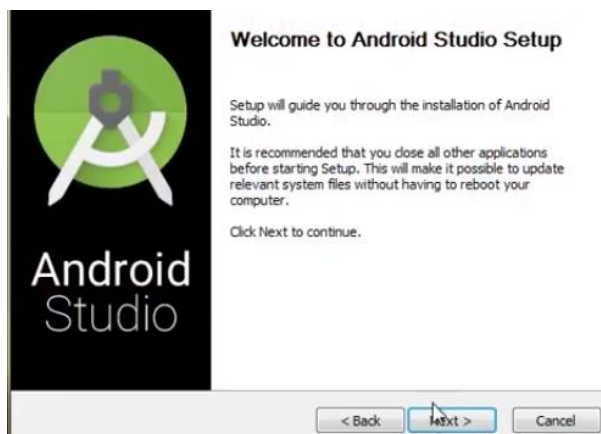 Welcome to Android Studio Setup
Setup will guide you through the installation of Android
Studio.
It is recommended that you close all other applications
before starting Setup. This will make it possible to update
relevant system files without having to reboot your
computer.
Click Next to continue.
Android
Studio
< Back
Next >
Cancel